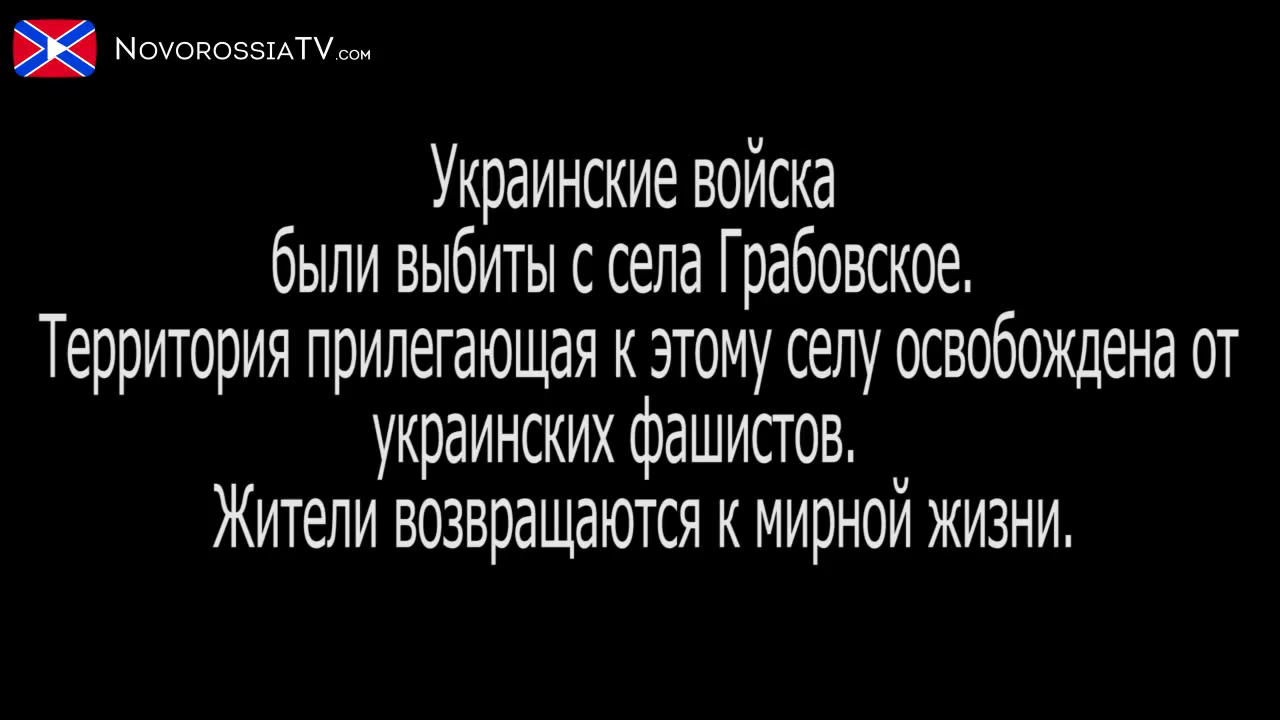 NovorossiaTV.com
Украинские войска
были выбиты с села Грабовское.
Территория прилегающая к этому селу освобождена от
украинских фашистов.
Жители возвращаются к мирной жизни.